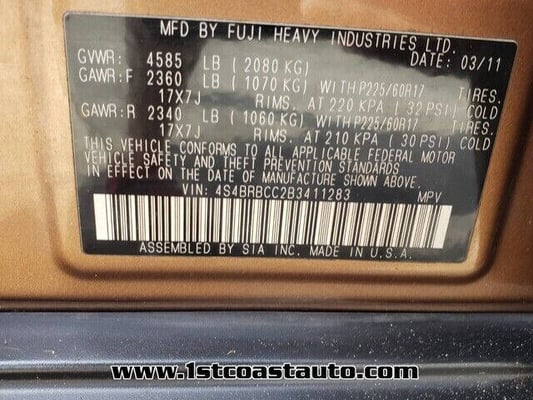 MFD BY FUJI HEAVY INDUSTRIES LTD.
GVWR: 4585 LB (2080 KG) DATE: 03/11
GAWR:F 2360 LB (1070 KG) WITH P225/60R17 TIRES.
17X7J RIMS. AT 220 KPA (32 PSI) COLD
GAWR:R 2340 LB (1060 KG) WITH P225/60R17 TIRES.
17X7J RIMS. AT 210 KPA (30 PSI) COLD
THIS VEHICLE CONFORMS TO ALL APPLICABLE FEDERAL MOTOR
VEHICLE SAFETY AND THEFT PREVENTION STANDARDS
IN EFFECT ON THE DATE OF MANUFACTURE SHOWN ABOVE.
VIN: 4S4BRBCC2B3411283 MPV
ASSEMBLED BY SIA INC. MADE IN U.S.A.
www.1stcoastauto.com